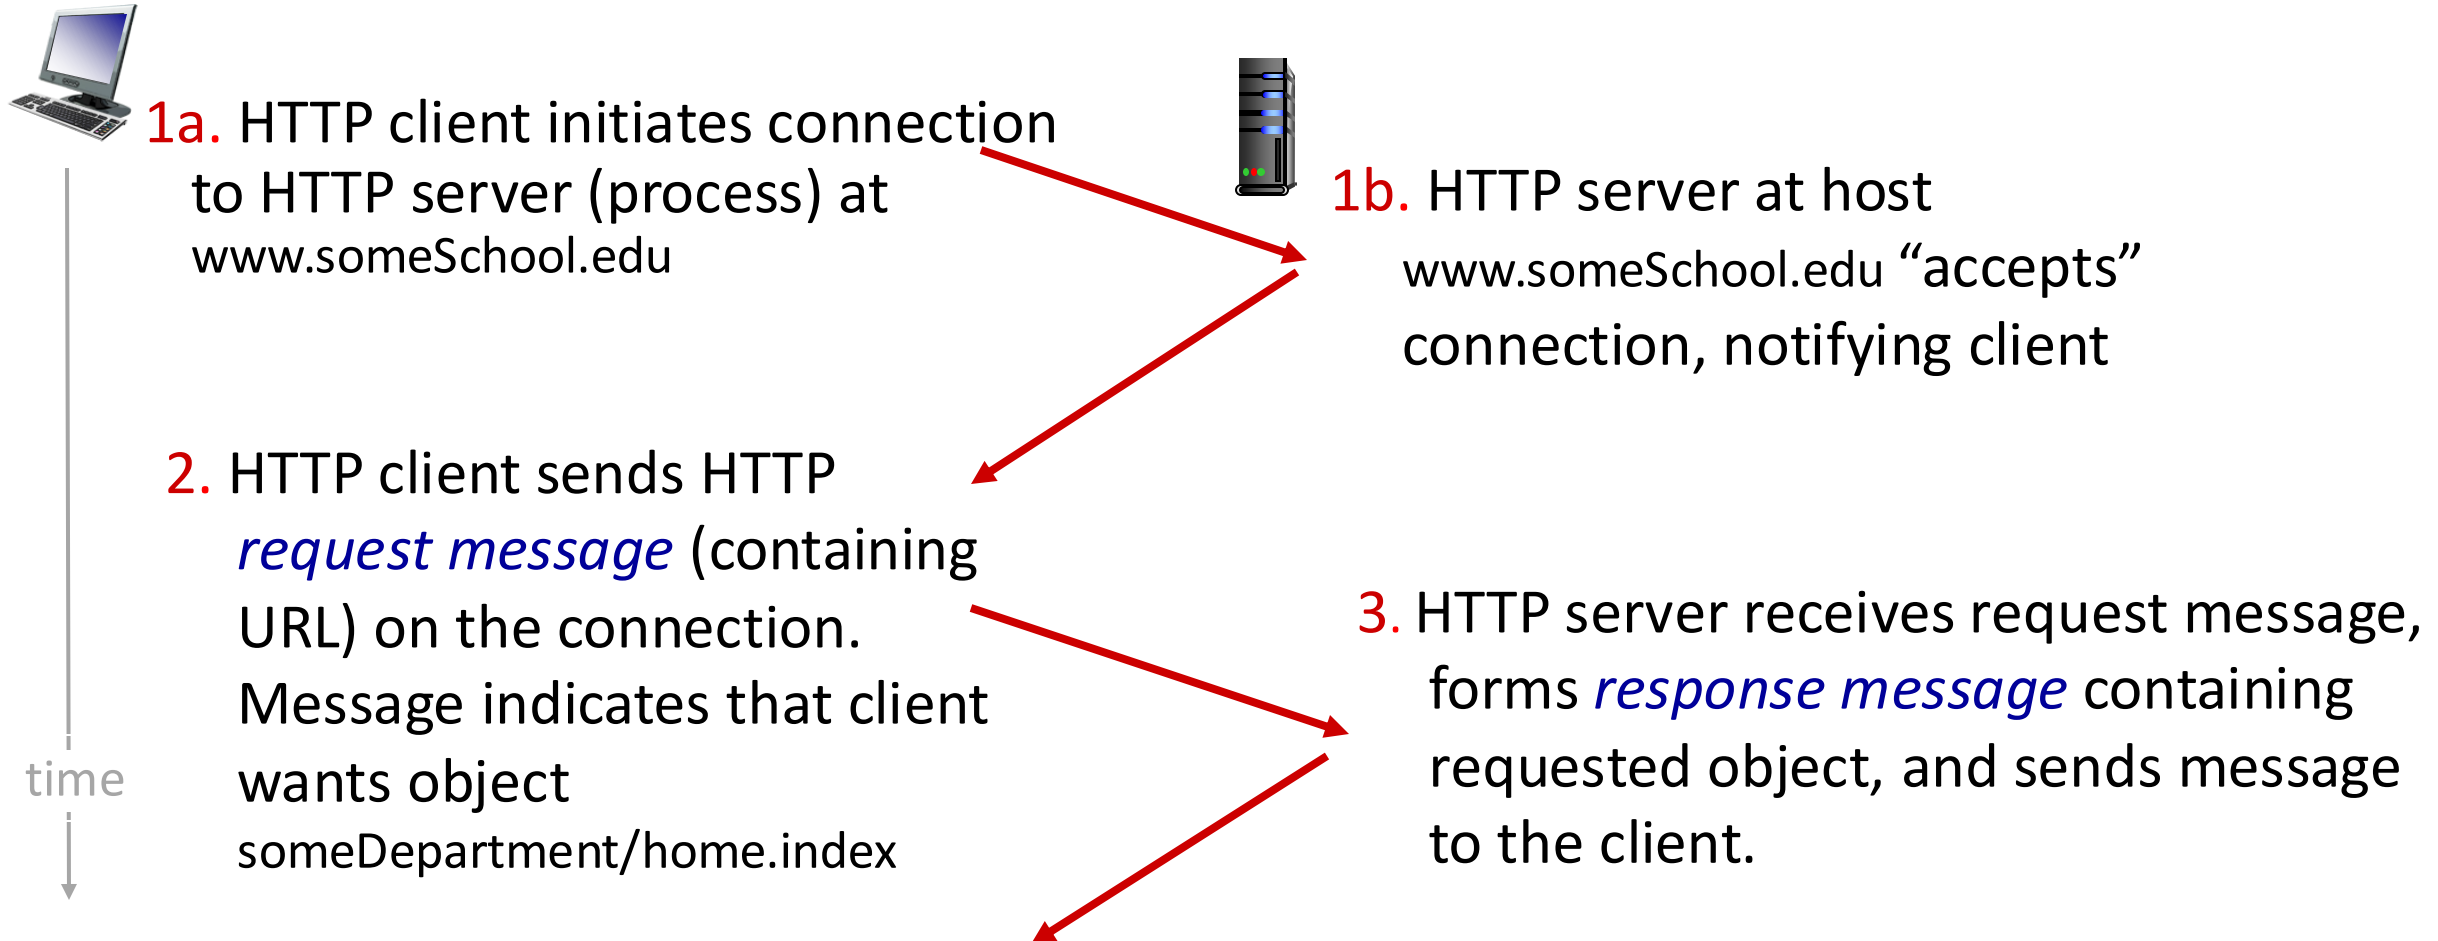 1a. HTTP client initiates connection
to HTTP server (process) at
www.someSchool.edu
1b. HTTP server at host
www.someSchool.edu “accepts”
connection, notifying client
2. HTTP client sends HTTP
request message (containing
URL) on the connection.
Message indicates that client
wants object
someDepartment/home.index
3. HTTP server receives request message,
forms response message containing
requested object, and sends message
to the client.
time